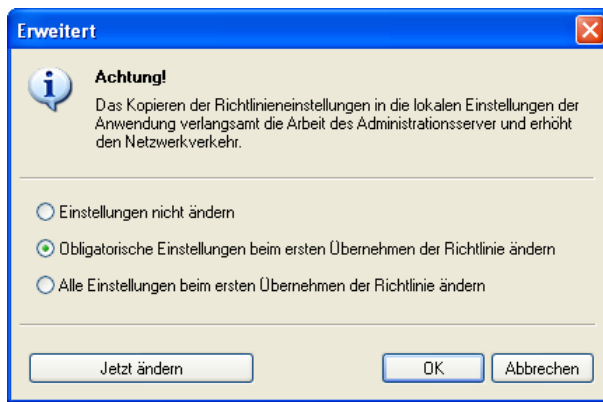 Erweitert
Achtung!
Das Kopieren der Richtlinieneinstellungen in die lokalen Einstellungen der
Anwendung verlangsamt die Arbeit des Administrationsserver und erhöht
den Netzwerkverkehr.
Einstellungen nicht ändern
Obligatorische Einstellungen beim ersten Übernehmen der Richtlinie ändern
Alle Einstellungen beim ersten Übernehmen der Richtlinie ändern
Jetzt ändern
OK
Abbrechen